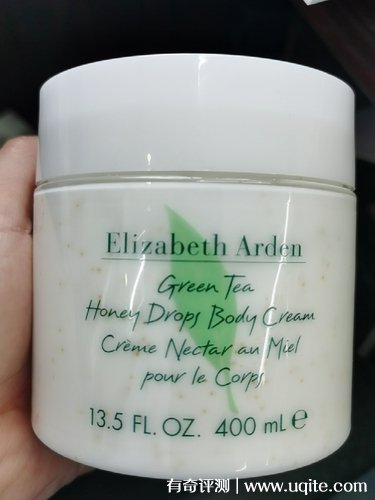 Elizabeth Arden
Green Tea
Honey Drops Body Cream
Crème Nectar au Miel
pour le Corps
13.5 FL. OZ. 400 mL e
有奇评测 | www.uqite.com